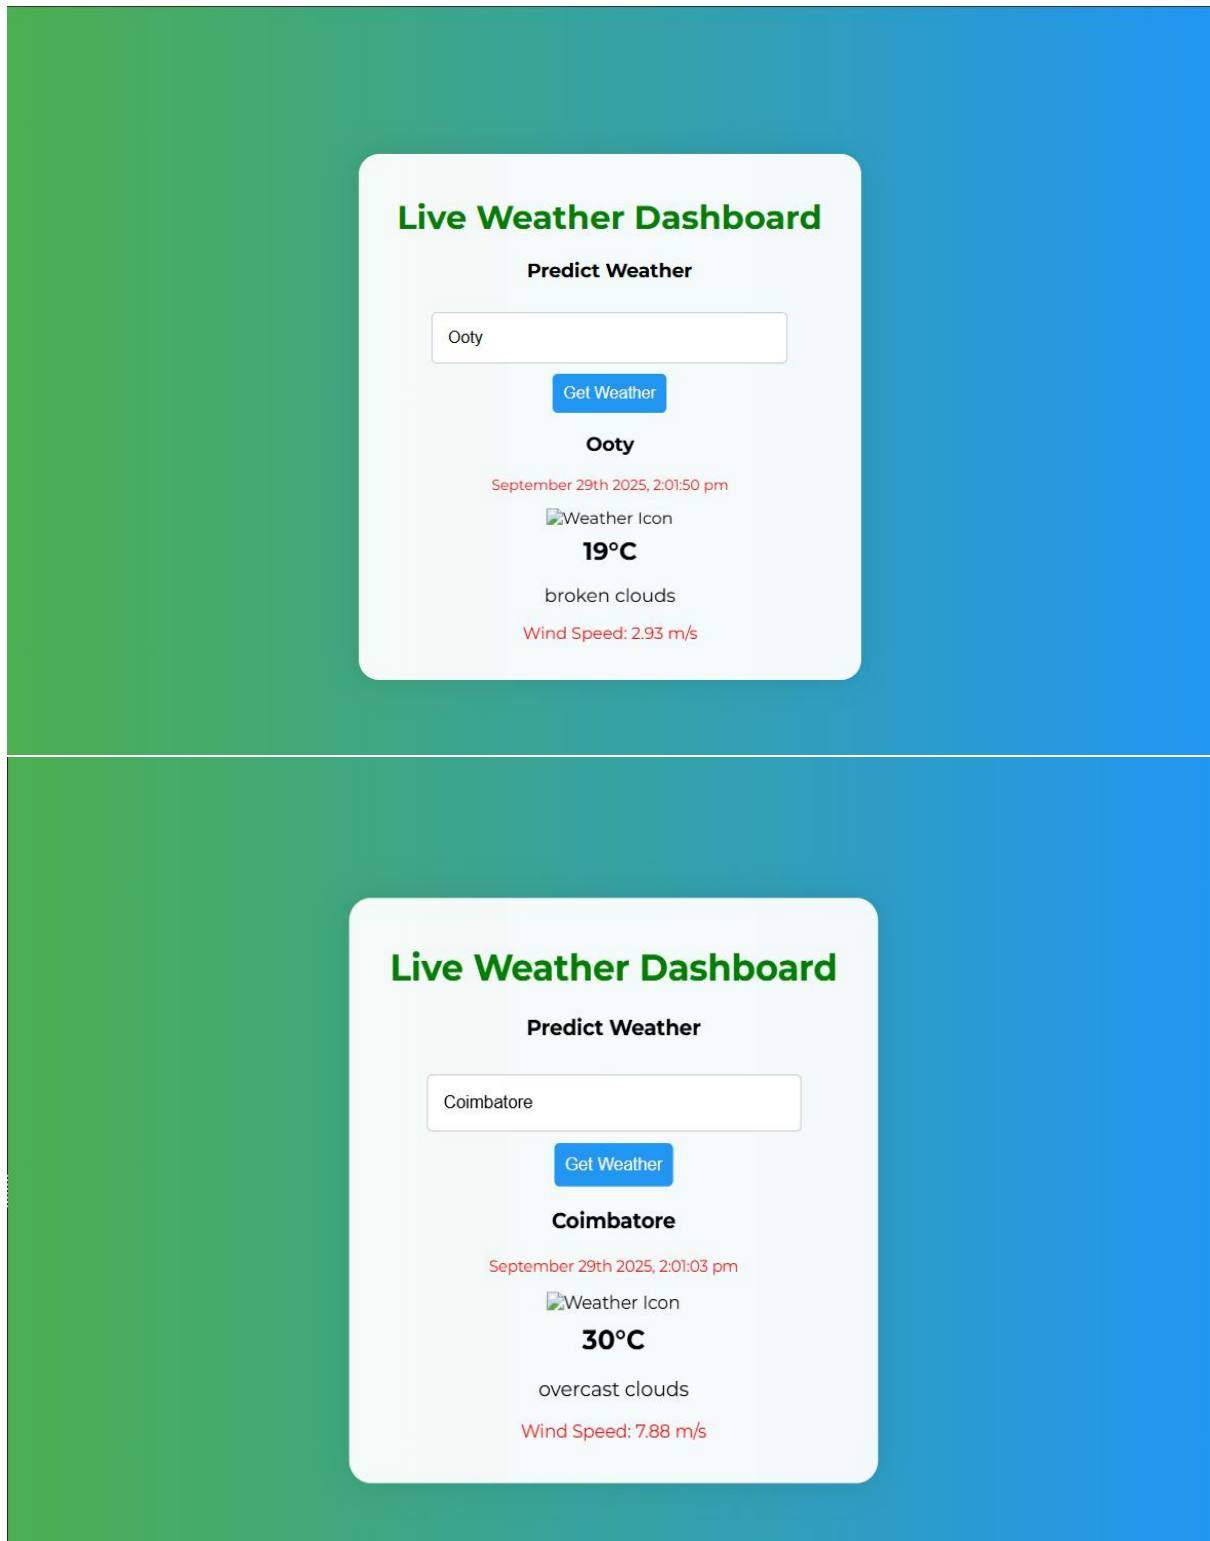 Live Weather Dashboard
Predict Weather
Ooty
Get Weather
Ooty
September 29th 2025, 2:01:50 pm
Weather Icon
19°C
broken clouds
Wind Speed: 2.93 m/s
Live Weather Dashboard
Predict Weather
Coimbatore
Get Weather
Coimbatore
September 29th 2025, 2:01:03 pm
Weather Icon
30°C
overcast clouds
Wind Speed: 7.88 m/s